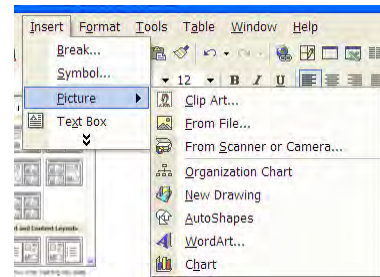 Insert Format Tools Table Window Help
Break...
12 B I U
Symbol...
Picture
Clip Art...
Text Box
From File...
From Scanner or Camera...
Organization Chart
New Drawing
AutoShapes
and Content Layouts
WordArt...
Chart